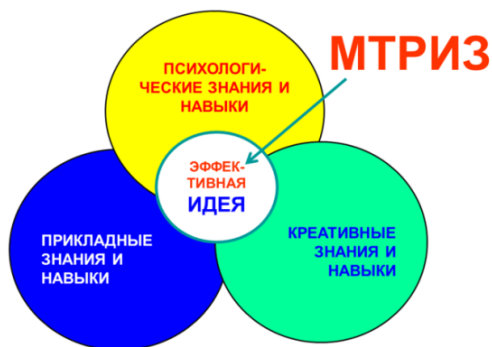 МТРИЗ
ПСИХОЛОГИ-
ЧЕСКИЕ ЗНАНИЯ И
НАВЫКИ
ЭФФЕК-
ТИВНАЯ
ИДЕЯ
ПРИКЛАДНЫЕ
ЗНАНИЯ И
НАВЫКИ
КРЕАТИВНЫЕ
ЗНАНИЯ И
НАВЫКИ